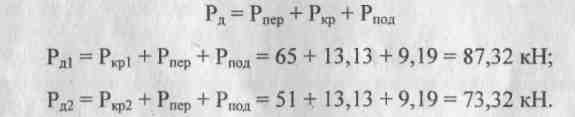 Рд = Рпер + Ркр + Рпод
Рд1 = Ркр1 + Рпер + Рпод = 65 + 13,13 + 9,19 = 87,32 кН;
Рд2 = Ркр2 + Рпер + Рпод = 51 + 13,13 + 9,19 = 73,32 кН.